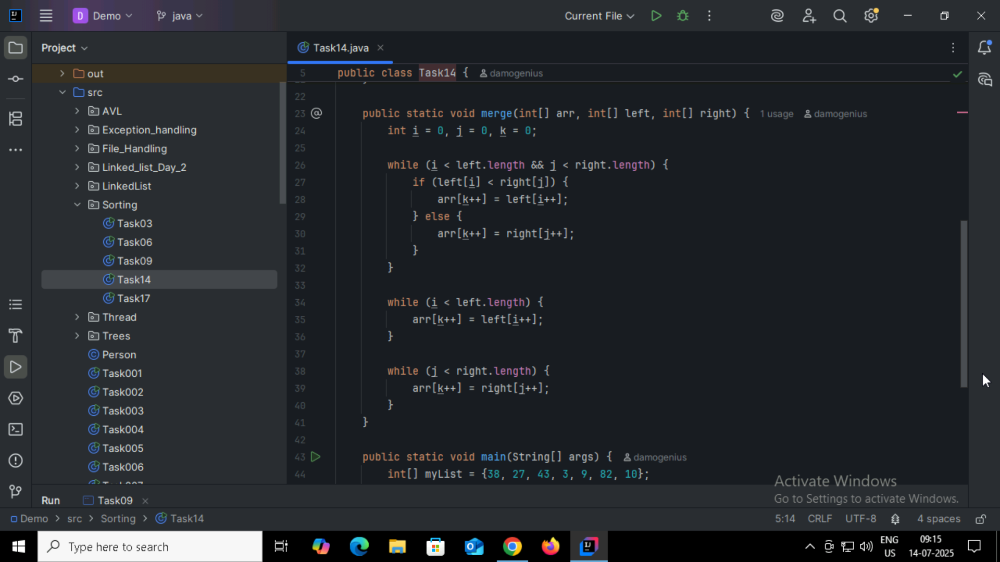 Demo
java
Current File
Project
Task14.java
out
src
AVL
Exception_handling
File_Handling
Linked_list_Day_2
LinkedList
Sorting
Task03
Task06
Task09
Task14
Task17
Thread
Trees
Person
Task001
Task002
Task003
Task004
Task005
Task006
5 public class Task14 { damogenius
22
23 @ public static void merge(int[] arr, int[] left, int[] right) { 1 usage damogenius
24 int i = 0, j = 0, k = 0;
25
26 while (i < left.length && j < right.length) {
27 if (left[i] < right[j]) {
28 arr[k++] = left[i++];
29 } else {
30 arr[k++] = right[j++];
31 }
32 }
33
34 while (i < left.length) {
35 arr[k++] = left[i++];
36 }
37
38 while (j < right.length) {
39 arr[k++] = right[j++];
40 }
41 }
42
43 public static void main(String[] args) { damogenius
44 int[] myList = {38, 27, 43, 3, 9, 82, 10};
Activate Windows
Go to Settings to activate Windows.
Run Task09
Demo > src > Sorting > Task14
5:14 CRLF UTF-8 4 spaces
Type here to search
ENG
US
09:15
14-07-2025